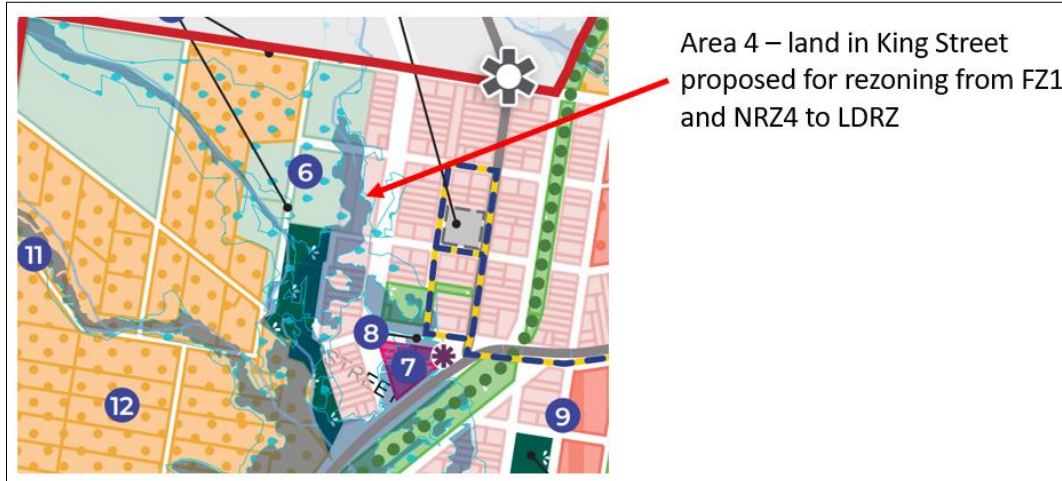 Area 4 – land in King Street
proposed for rezoning from FZ1
and NRZ4 to LDRZ
6
11
8
7
STREE
12
9